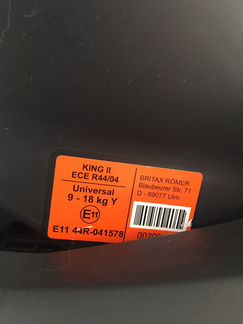 KING II
ECE R44/04
Universal
9 - 18 kg Y
E11
E11 44R-041578
BRITAX RÖMER
Blaubeurer Str. 71
D - 89077 Ulm